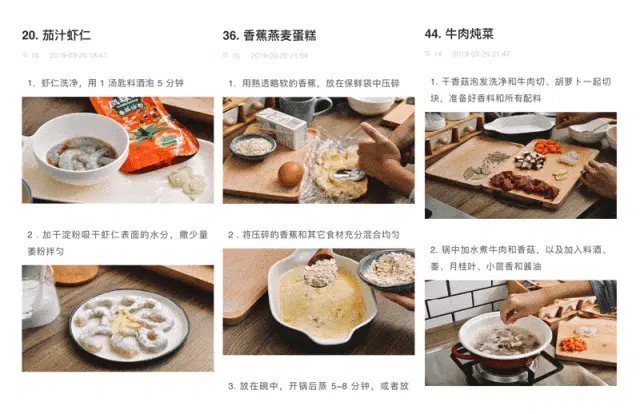 20. 茄汁虾仁
2019-03-26 18:47
1. 虾仁洗净，用 1 汤匙料酒泡 5 分钟
2．加干淀粉吸干虾仁表面的水分，撒少量
姜粉拌匀
36. 香蕉燕麦蛋糕
2019-03-26 21:04
1. 用熟透略软的香蕉，放在保鲜袋中压碎
2．将压碎的香蕉和其它食材充分混合均匀
3. 放在碗中，开锅后蒸 5~8 分钟，或者放
44. 牛肉炖菜
14 2019-03-26 21:47
1. 干香菇泡发洗净和牛肉切、胡萝卜一起切
块，准备好香料和所有配料
2. 锅中加水煮牛肉和香菇，以及加入料酒、
姜、月桂叶、小茴香和酱油